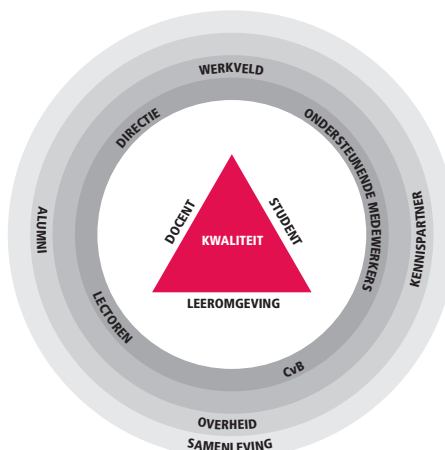 WERKVELD
DIRECTIE
ONDERSTEUNENDE MEDEWERKERS
ALUMNI
KENNISPARTNER
DOCENT
STUDENT
KWALITEIT
LEEROMGEVING
LECTOREN
CvB
OVERHEID
SAMENLEVING